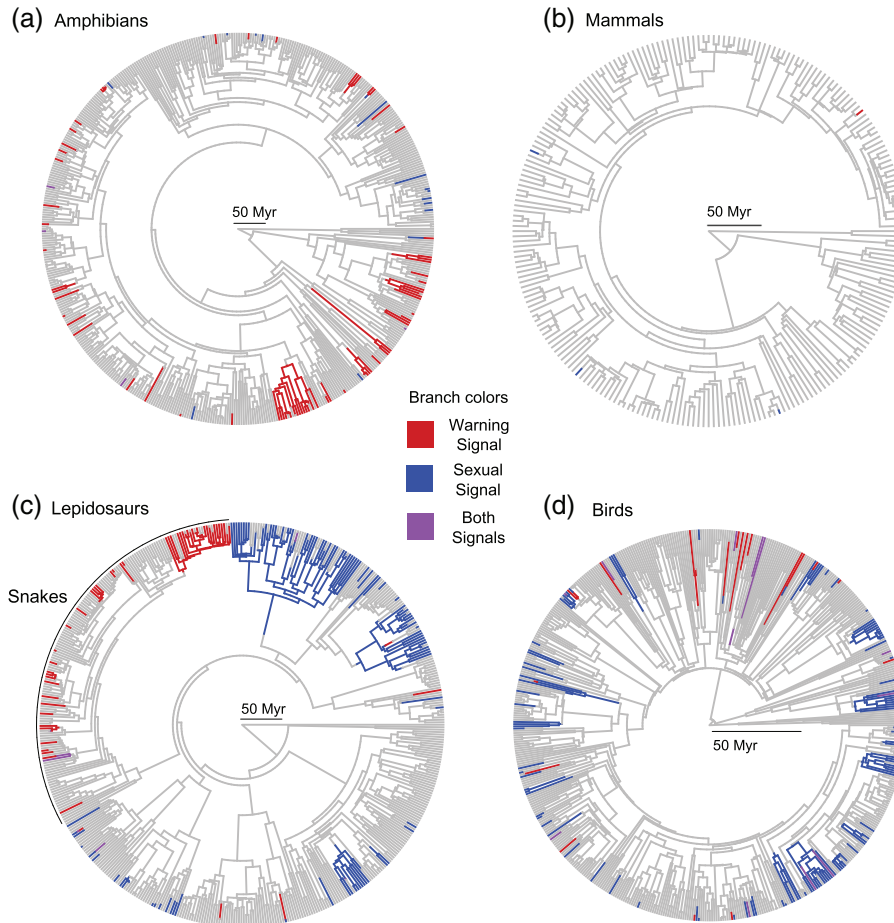 (a) Amphibians
(b) Mammals
50 Myr
50 Myr
Branch colors
Warning
Signal
Sexual
Signal
Both
Signals
(c) Lepidosaurs
(d) Birds
Snakes
50 Myr
50 Myr